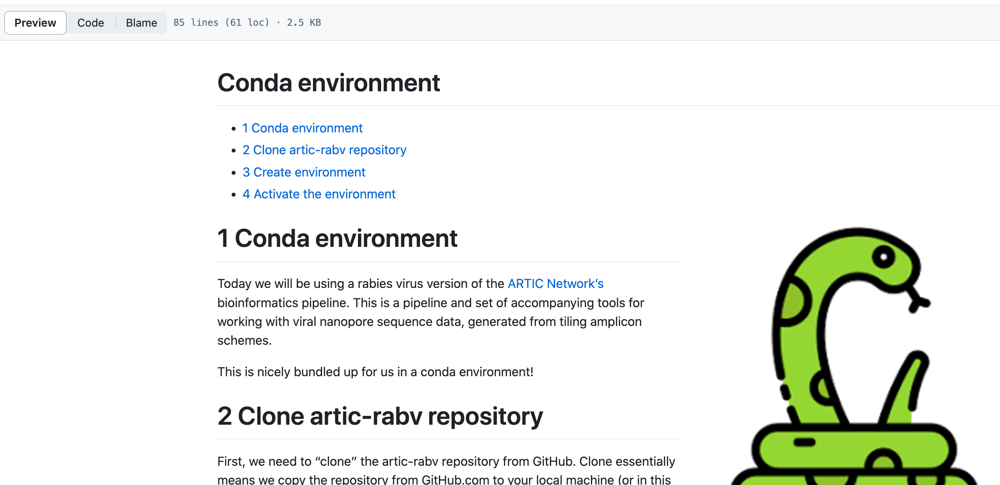 Preview Code Blame 85 lines (61 loc) · 2.5 KB
Conda environment
• 1 Conda environment
• 2 Clone artic-rabv repository
• 3 Create environment
• 4 Activate the environment
1 Conda environment
Today we will be using a rabies virus version of the ARTIC Network’s
bioinformatics pipeline. This is a pipeline and set of accompanying tools for
working with viral nanopore sequence data, generated from tiling amplicon
schemes.
This is nicely bundled up for us in a conda environment!
2 Clone artic-rabv repository
First, we need to “clone” the artic-rabv repository from GitHub. Clone essentially
means we copy the repository from GitHub.com to your local machine (or in this